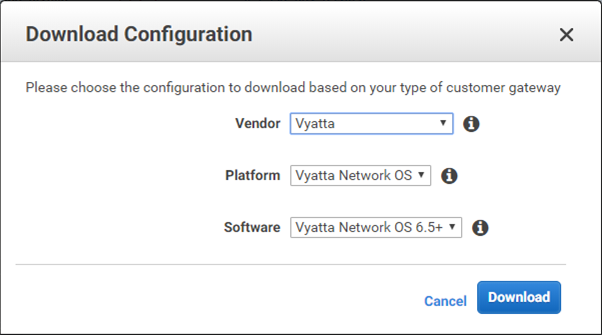 Download Configuration
Please choose the configuration to download based on your type of customer gateway
Vendor Vyatta
Platform Vyatta Network OS
Software Vyatta Network OS 6.5+
Cancel Download